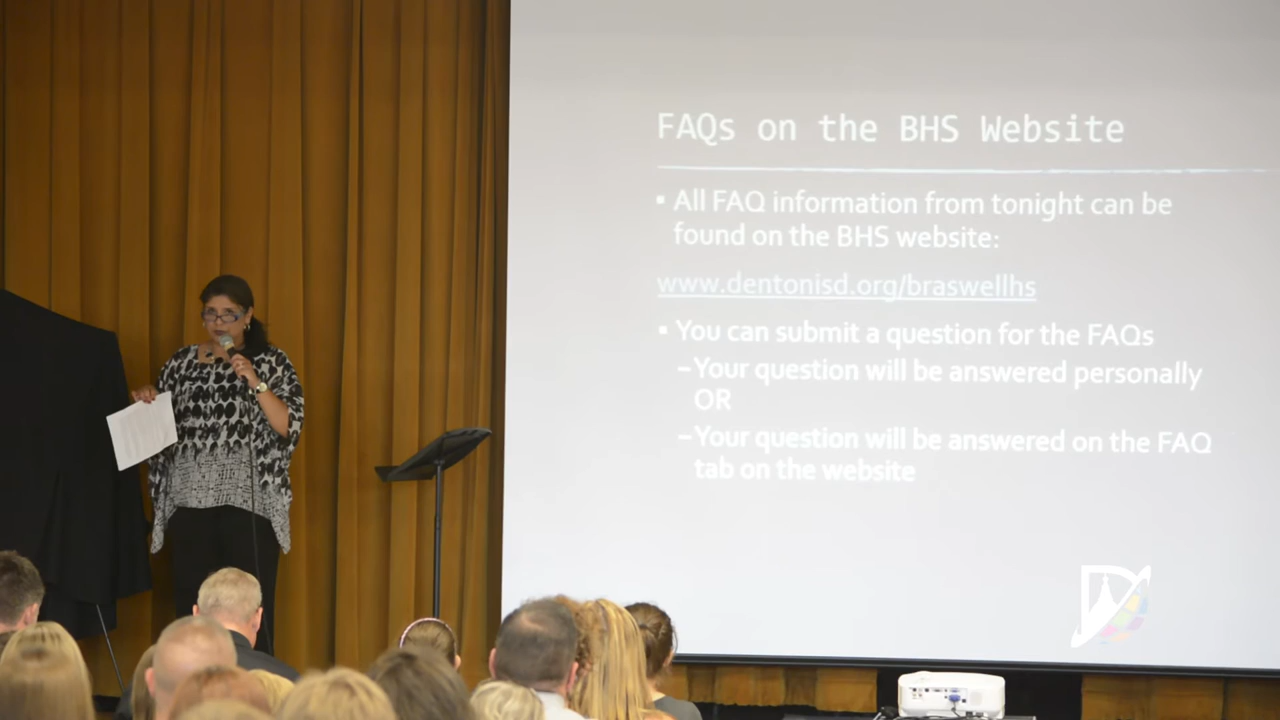 FAQs on the BHS Website
▪ All FAQ information from tonight can be
found on the BHS website:
www.dentonisd.org/braswellhs
▪ You can submit a question for the FAQs
–Your question will be answered personally
OR
–Your question will be answered on the FAQ
tab on the website